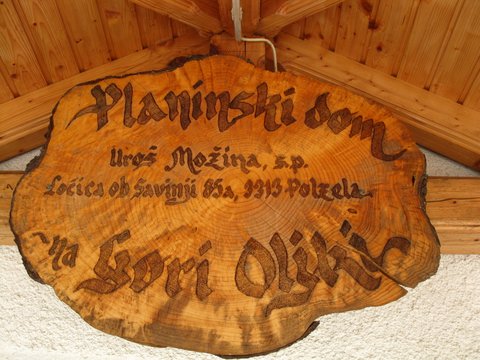 Planinski dom
Uroš Možina, s.p.
Ločica ob Savinji 85a, 3313 Polzela
na Gori Oljki